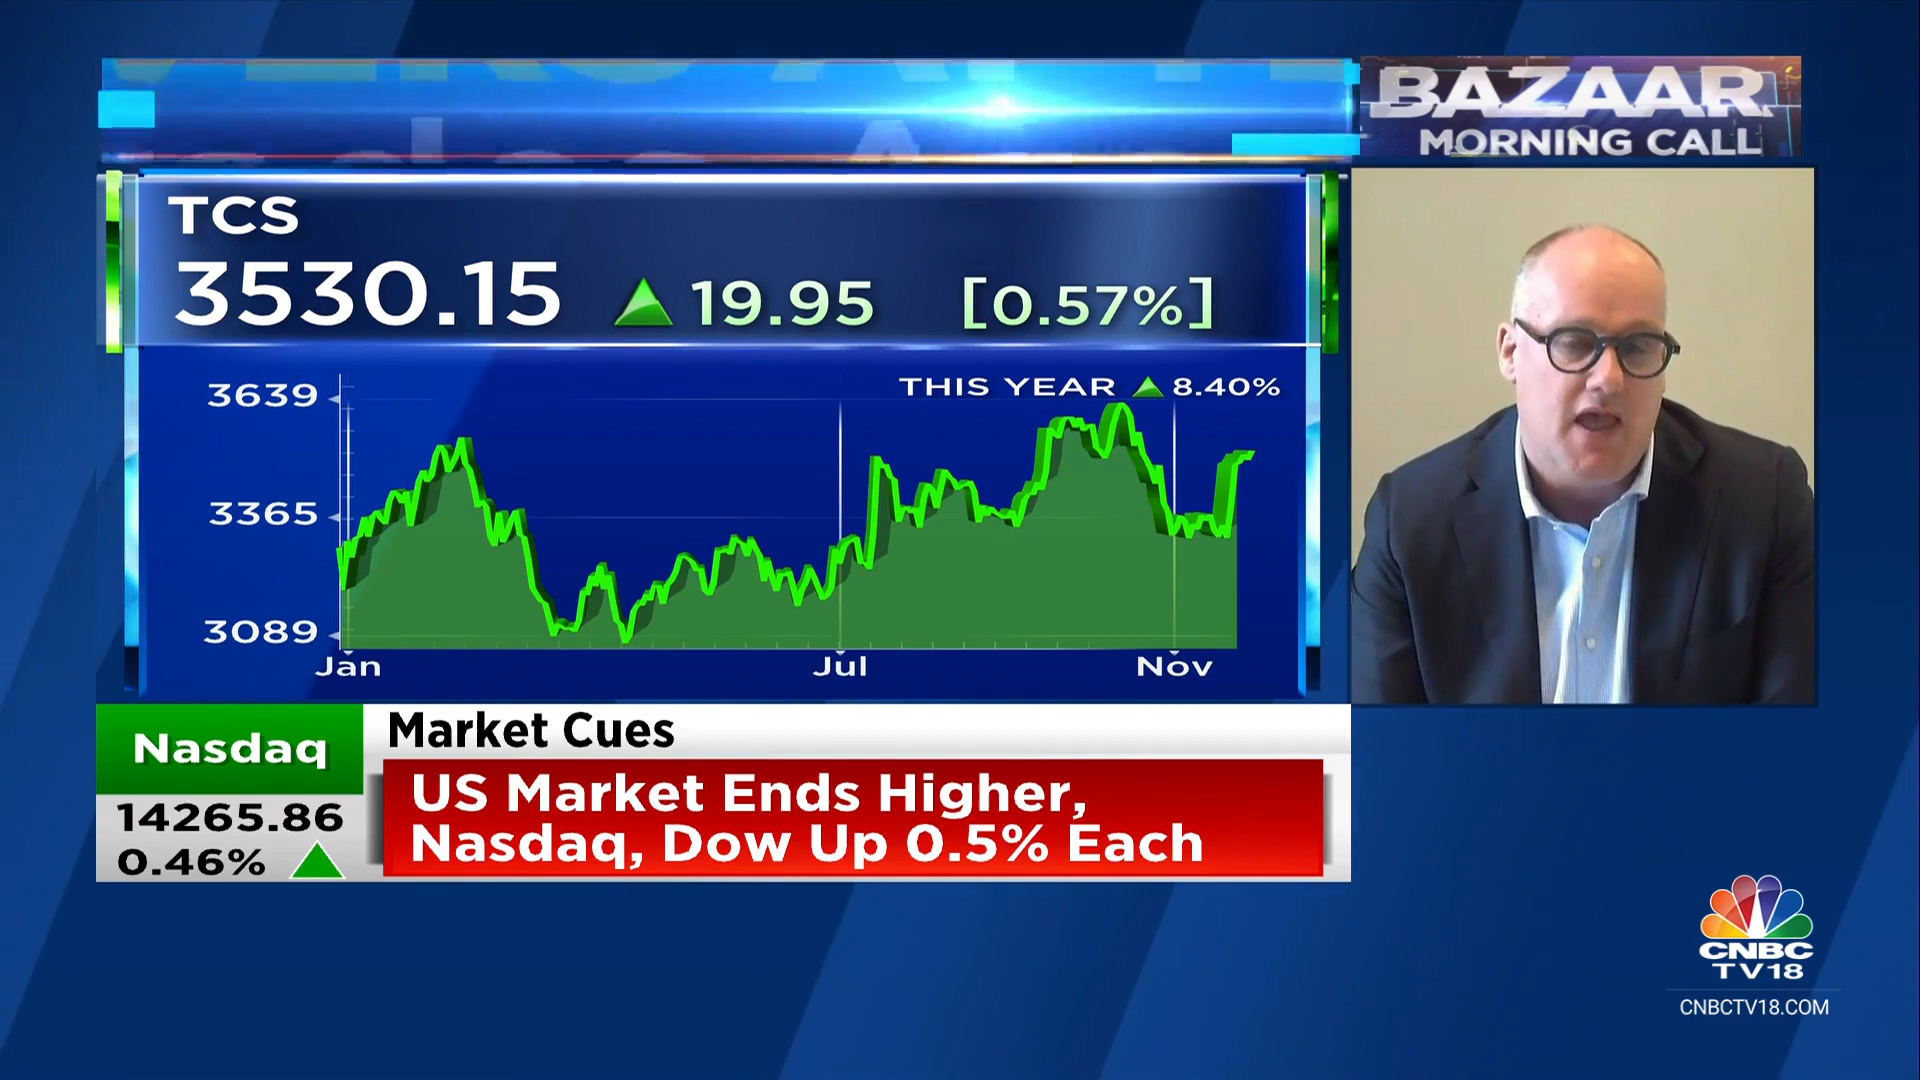 BAZAAR
MORNING CALL
TCS
3530.15 19.95 [0.57%]
THIS YEAR 8.40%
3639
3365
3089
Jan Jul Nov
Nasdaq
14265.86
0.46%
Market Cues
US Market Ends Higher,
Nasdaq, Dow Up 0.5% Each
CNBC
TV18
CNBCTV18.COM